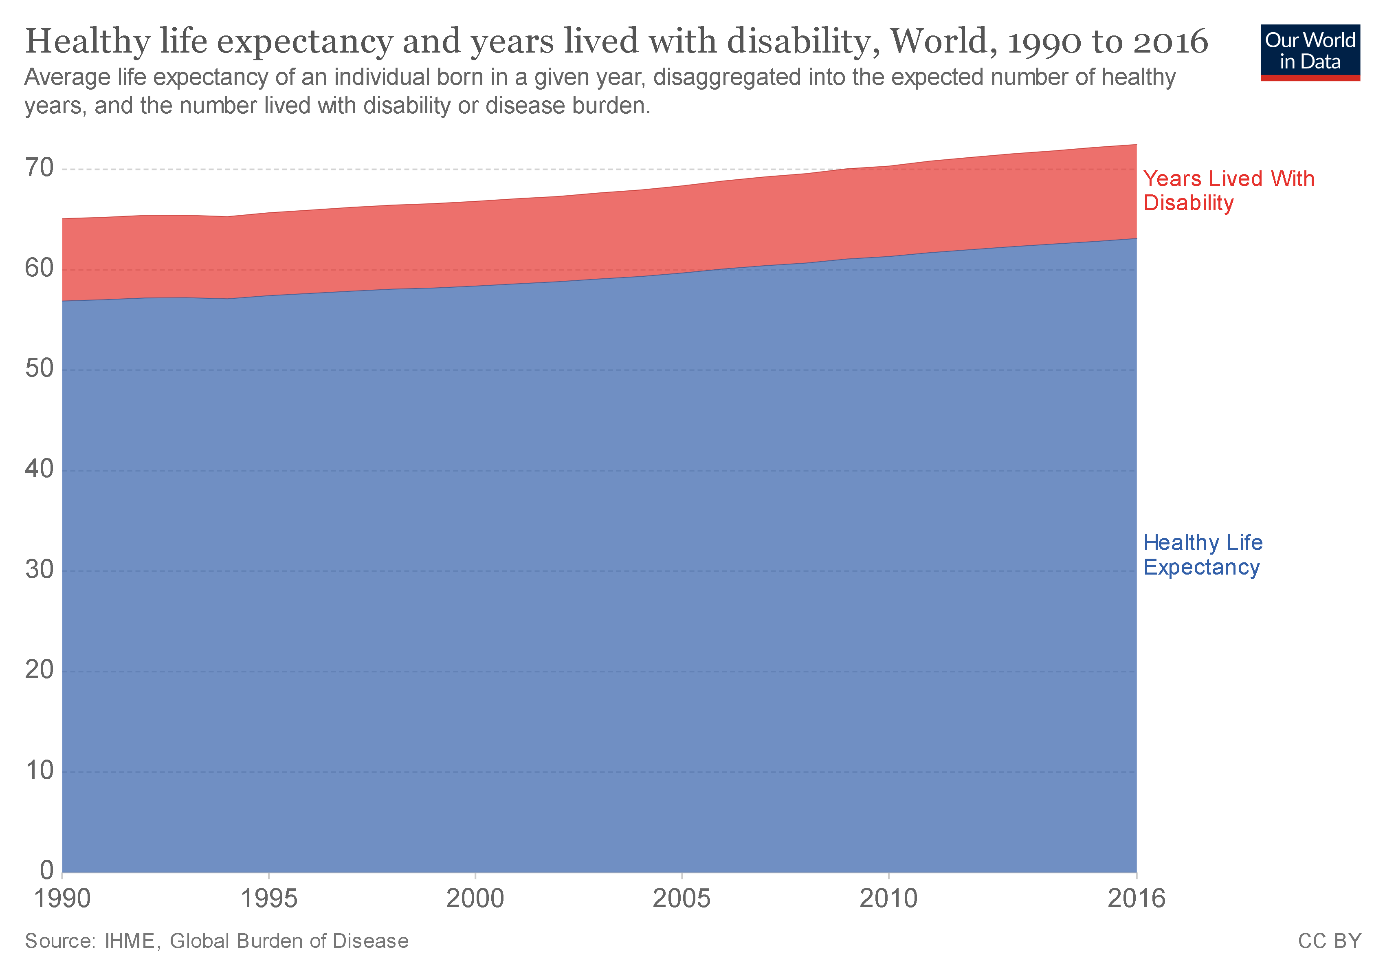 Healthy life expectancy and years lived with disability, World, 1990 to 2016
Our World
in Data
Average life expectancy of an individual born in a given year, disaggregated into the expected number of healthy
years, and the number lived with disability or disease burden.
70
Years Lived With
Disability
60
50
40
Healthy Life
Expectancy
30
20
10
0
1990 1995 2000 2005 2010 2016
Source: IHME, Global Burden of Disease
CC BY